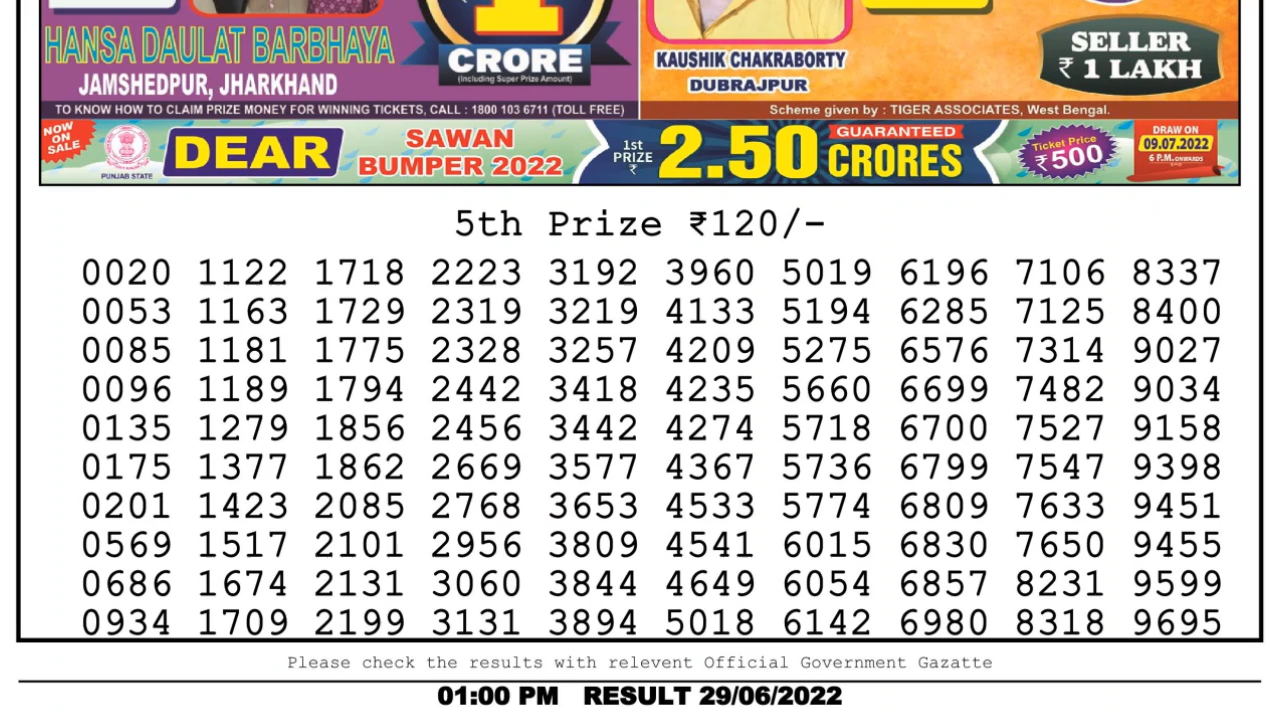 1
CRORE
(Including Super Prize Amount)
HANSA DAULAT BARBHAYA
JAMSHEDPUR, JHARKHAND
KAUSHIK CHAKRABORTY
DUBRAJPUR
SELLER
₹ 1 LAKH
TO KNOW HOW TO CLAIM PRIZE MONEY FOR WINNING TICKETS, CALL : 1800 103 6711 (TOLL FREE)
Scheme given by : TIGER ASSOCIATES, West Bengal.
NOW
ON
SALE
PUNJAB STATE
DEAR
SAWAN
BUMPER 2022
1st
PRIZE
₹
2.50
GUARANTEED
CRORES
Ticket Price
₹500
DRAW ON
09.07.2022
6 P.M. ONWARDS
5th Prize ₹120/-
0020 1122 1718 2223 3192 3960 5019 6196 7106 8337
0053 1163 1729 2319 3219 4133 5194 6285 7125 8400
0085 1181 1775 2328 3257 4209 5275 6576 7314 9027
0096 1189 1794 2442 3418 4235 5660 6699 7482 9034
0135 1279 1856 2456 3442 4274 5718 6700 7527 9158
0175 1377 1862 2669 3577 4367 5736 6799 7547 9398
0201 1423 2085 2768 3653 4533 5774 6809 7633 9451
0569 1517 2101 2956 3809 4541 6015 6830 7650 9455
0686 1674 2131 3060 3844 4649 6054 6857 8231 9599
0934 1709 2199 3131 3894 5018 6142 6980 8318 9695
Please check the results with relevent Official Government Gazatte
01:00 PM RESULT 29/06/2022